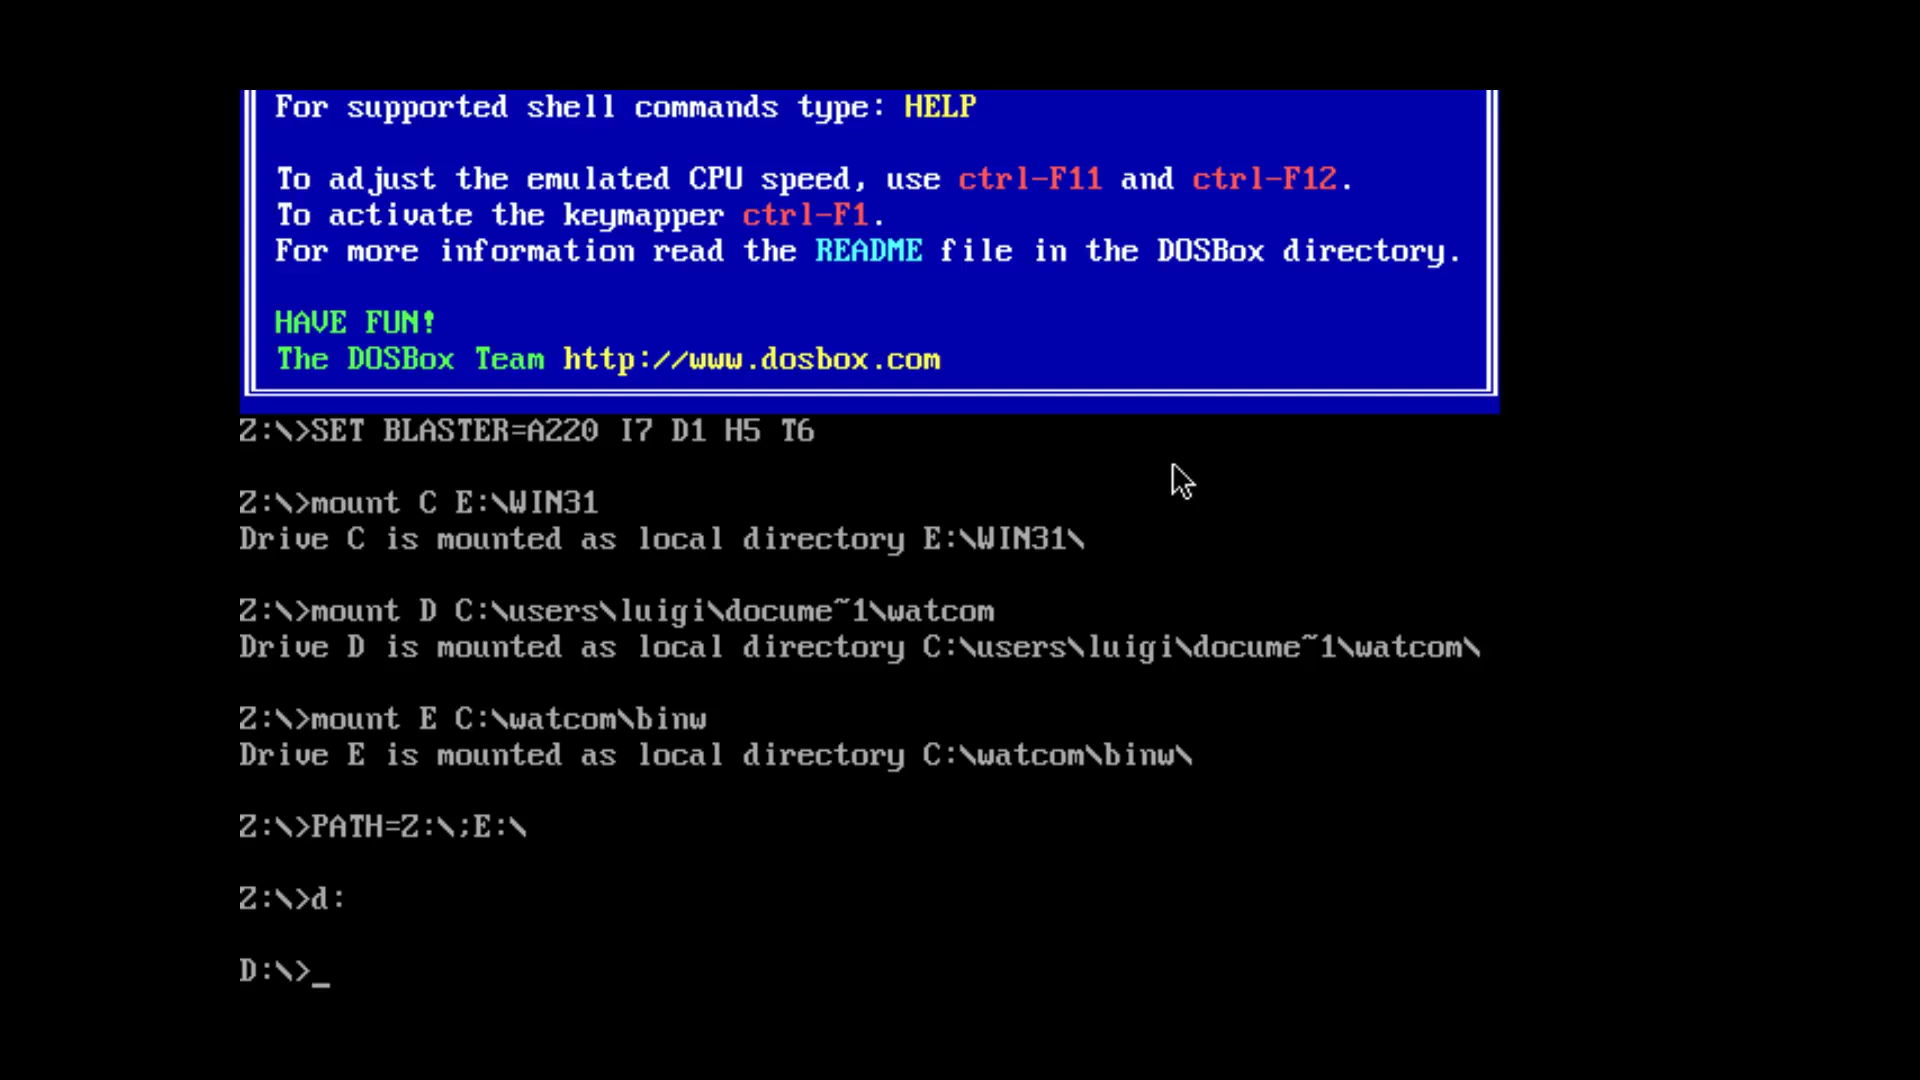 For supported shell commands type: HELP
To adjust the emulated CPU speed, use ctrl-F11 and ctrl-F12.
To activate the keymapper ctrl-F1.
For more information read the README file in the DOSBox directory.
HAVE FUN!
The DOSBox Team http://www.dosbox.com
Z:\>SET BLASTER=A220 I7 D1 H5 T6
Z:\>mount C E:\WIN31
Drive C is mounted as local directory E:\WIN31\
Z:\>mount D C:\users\luigi\docume~1\watcom
Drive D is mounted as local directory C:\users\luigi\docume~1\watcom\
Z:\>mount E C:\watcom\binw
Drive E is mounted as local directory C:\watcom\binw\
Z:\>PATH=Z:\;E:\
Z:\>d:
D:\>_